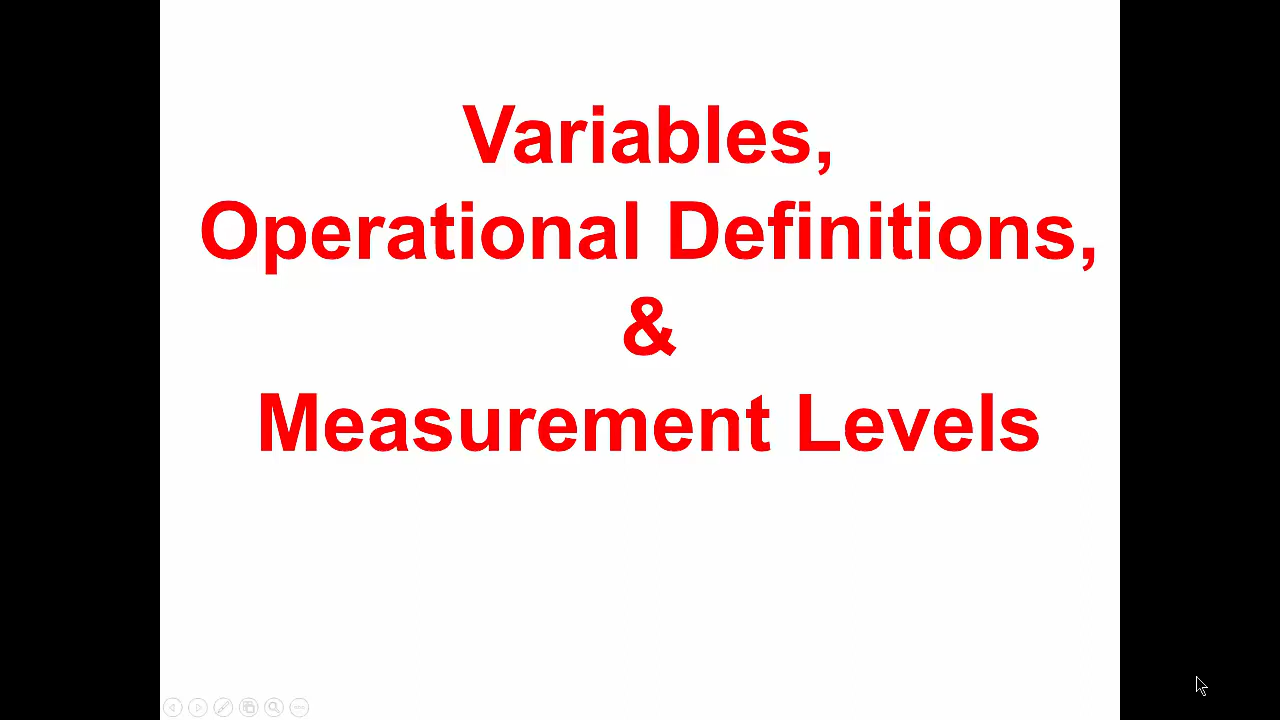 Variables,
Operational Definitions,
&
Measurement Levels